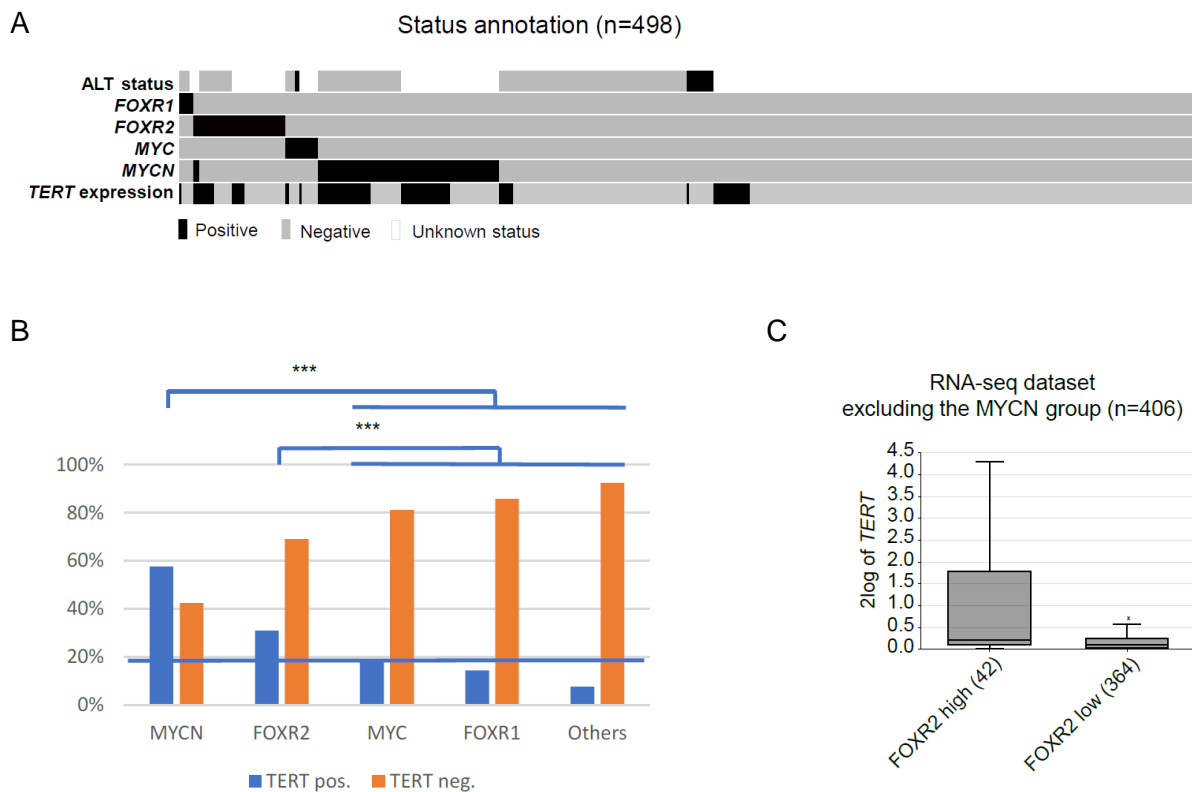 A
Status annotation (n=498)
ALT status
FOXR1
FOXR2
MYC
MYCN
TERT expression
Positive Negative Unknown status
B
***
***
100%
80%
60%
40%
20%
0%
MYCN FOXR2 MYC FOXR1 Others
TERT pos. TERT neg.
C
RNA-seq dataset
excluding the MYCN group (n=406)
2log of TERT
4.5
4.0
3.5
3.0
2.5
2.0
1.5
1.0
0.5
0.0
FOXR2 high (42)
FOXR2 low (364)